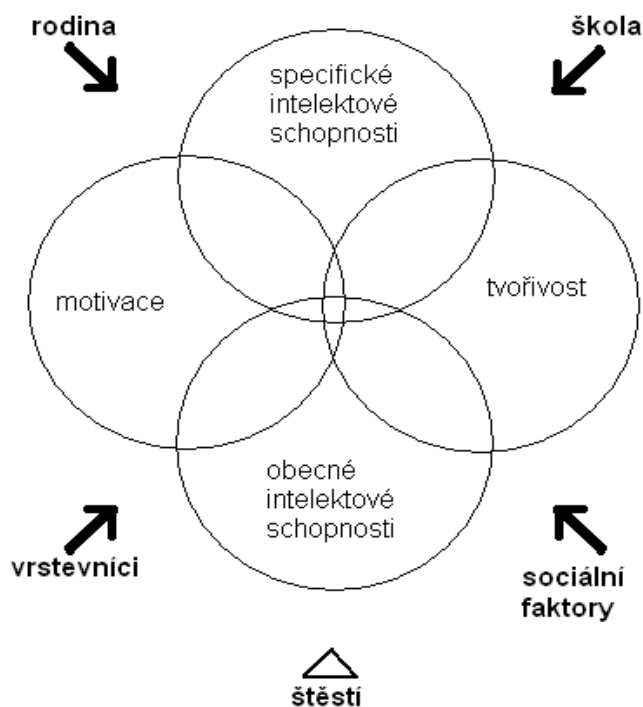 rodina
škola
specifické
intelektové
schopnosti
motivace
tvořivost
obecné
intelektové
schopnosti
vrstevníci
sociální
faktory
štěstí